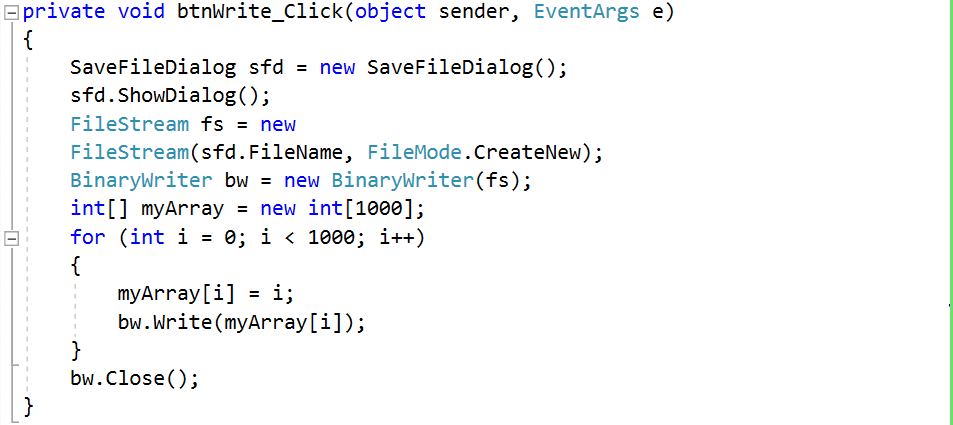 private void btnWrite_Click(object sender, EventArgs e)
{
SaveFileDialog sfd = new SaveFileDialog();
sfd.ShowDialog();
FileStream fs = new
FileStream(sfd.FileName, FileMode.CreateNew);
BinaryWriter bw = new BinaryWriter(fs);
int[] myArray = new int[1000];
for (int i = 0; i < 1000; i++)
{
myArray[i] = i;
bw.Write(myArray[i]);
}
bw.Close();
}